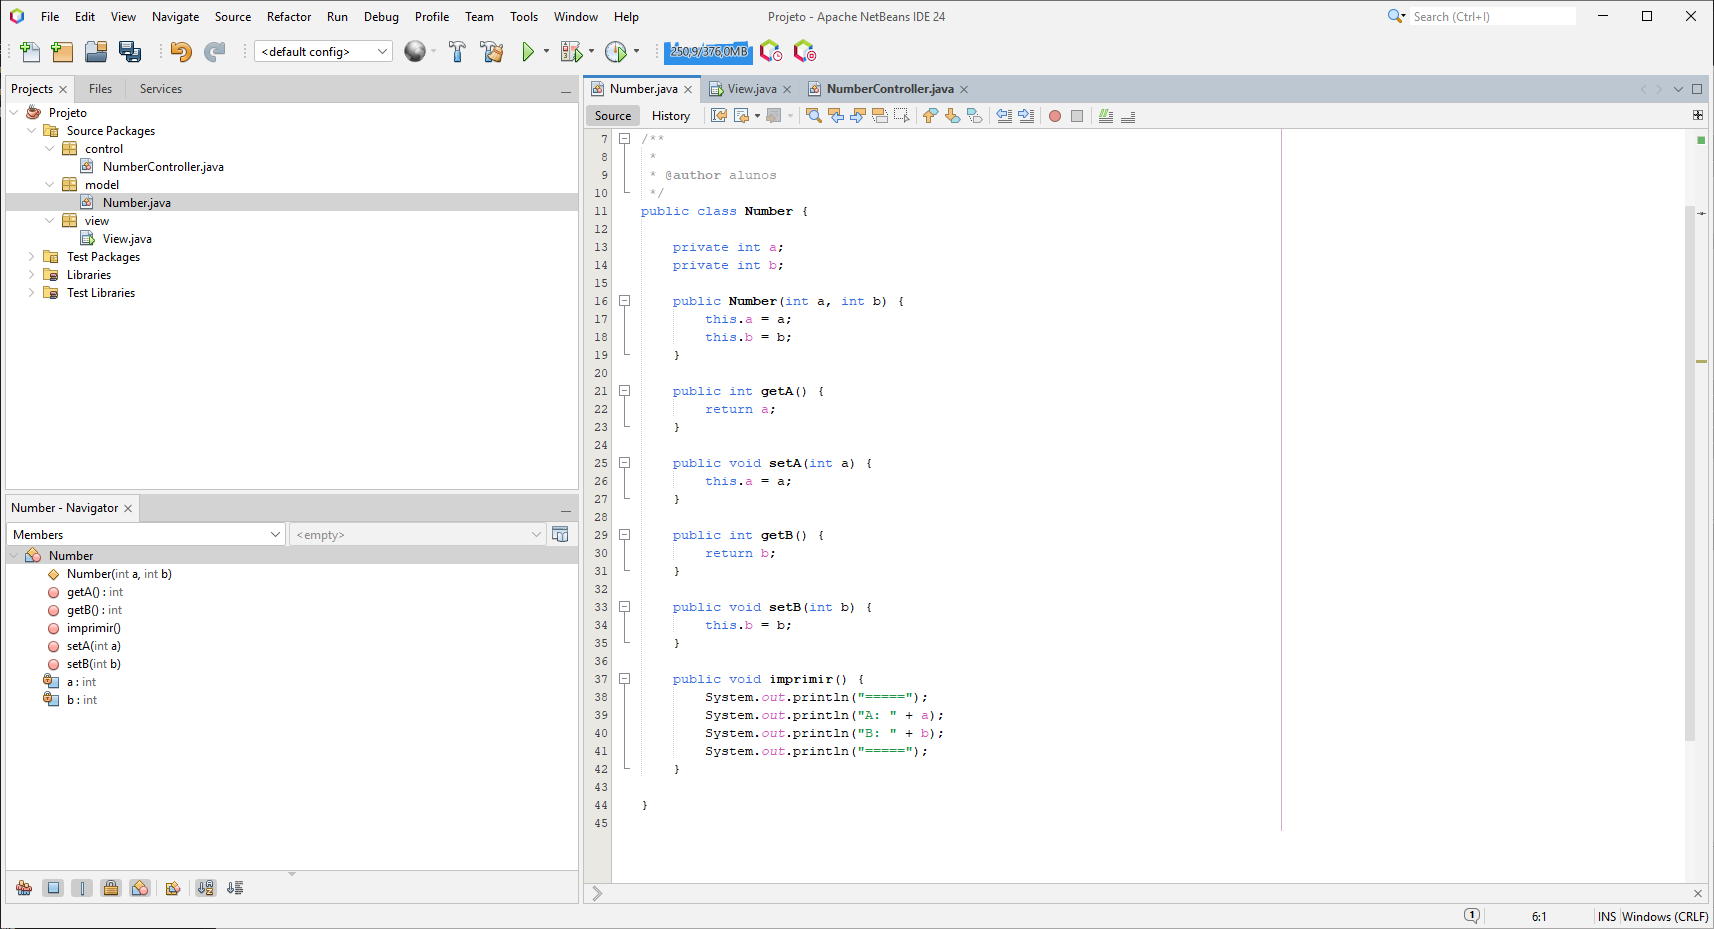 File Edit View Navigate Source Refactor Run Debug Profile Team Tools Window Help
Projeto - Apache NetBeans IDE 24
Search (Ctrl+I)
<default config>
250,9/376,0MB
Projects
Files
Services
Projeto
Source Packages
control
NumberController.java
model
Number.java
view
View.java
Test Packages
Libraries
Test Libraries
Number - Navigator
Members
<empty>
Number
Number(int a, int b)
getA() : int
getB() : int
imprimir()
setA(int a)
setB(int b)
a : int
b : int
Number.java
View.java
NumberController.java
Source
History
7 /**
8 *
9 * @author alunos
10 */
11 public class Number {
12
13 private int a;
14 private int b;
15
16 public Number(int a, int b) {
17 this.a = a;
18 this.b = b;
19 }
20
21 public int getA() {
22 return a;
23 }
24
25 public void setA(int a) {
26 this.a = a;
27 }
28
29 public int getB() {
30 return b;
31 }
32
33 public void setB(int b) {
34 this.b = b;
35 }
36
37 public void imprimir() {
38 System.out.println("=====");
39 System.out.println("A: " + a);
40 System.out.println("B: " + b);
41 System.out.println("=====");
42 }
43
44 }
45
1
6:1
INS
Windows (CRLF)